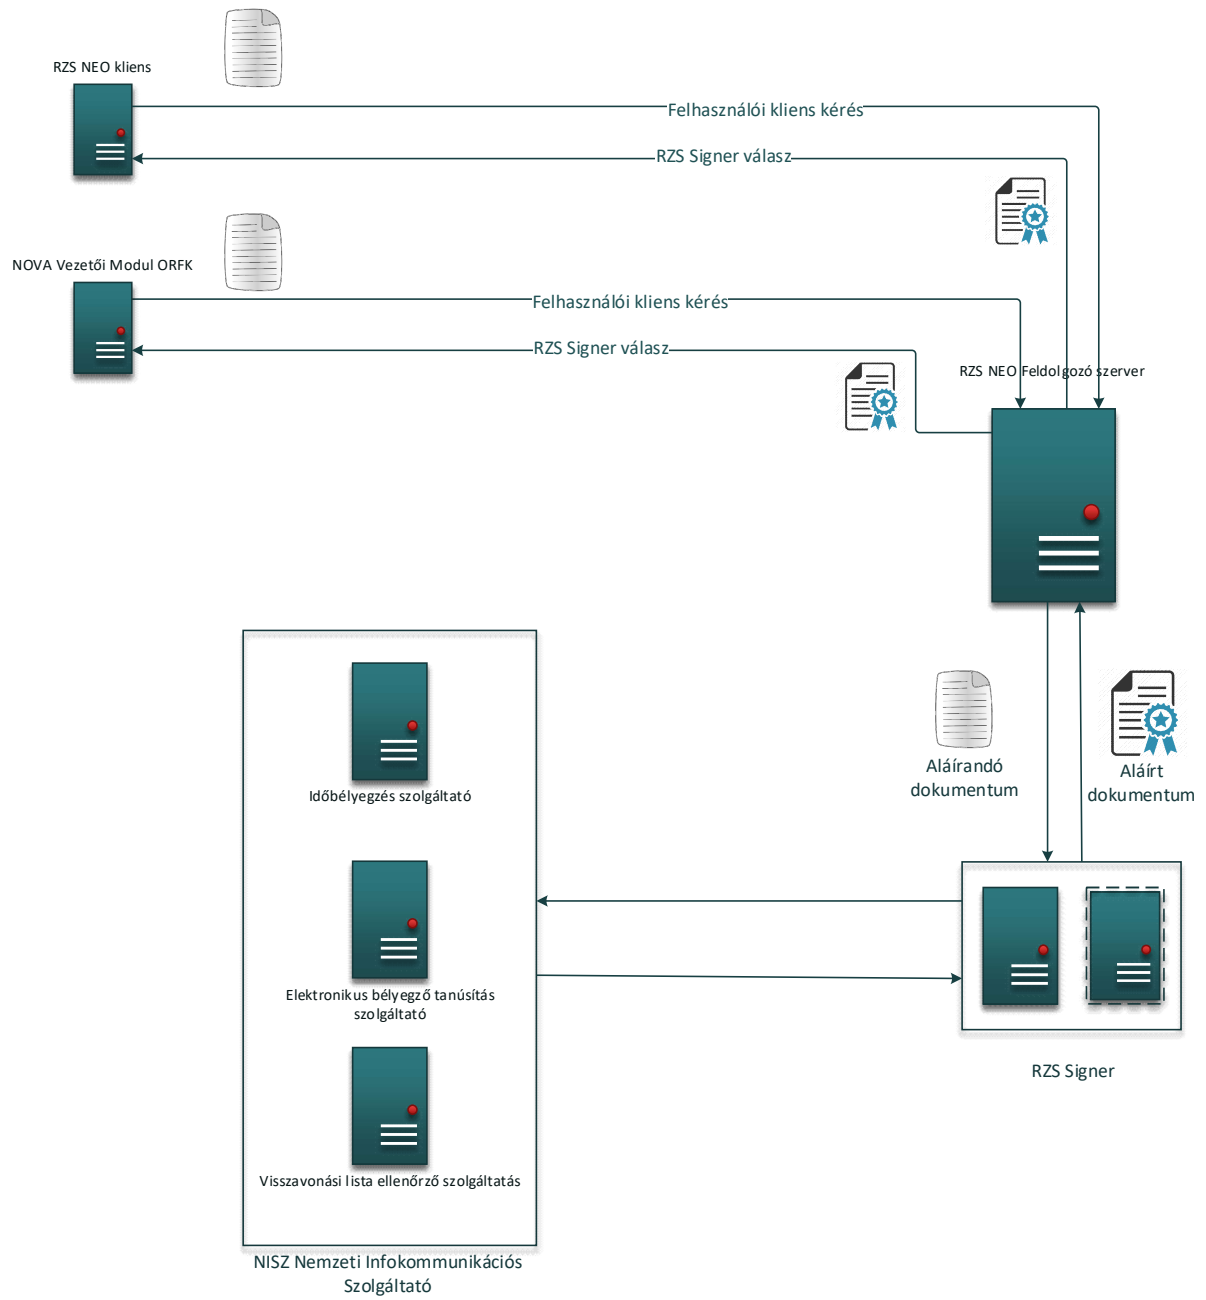 RZS NEO kliens
Felhasználói kliens kérés
RZS Signer válasz
NOVA Vezetői Modul ORFK
Felhasználói kliens kérés
RZS Signer válasz
RZS NEO Feldolgozó szerver
Aláírandó
dokumentum
Aláírt
dokumentum
Időbélyegzés szolgáltató
Elektronikus bélyegző tanúsítás
szolgáltató
RZS Signer
Visszavonási lista ellenőrző szolgáltatás
NISZ Nemzeti Infokommunikációs
Szolgáltató